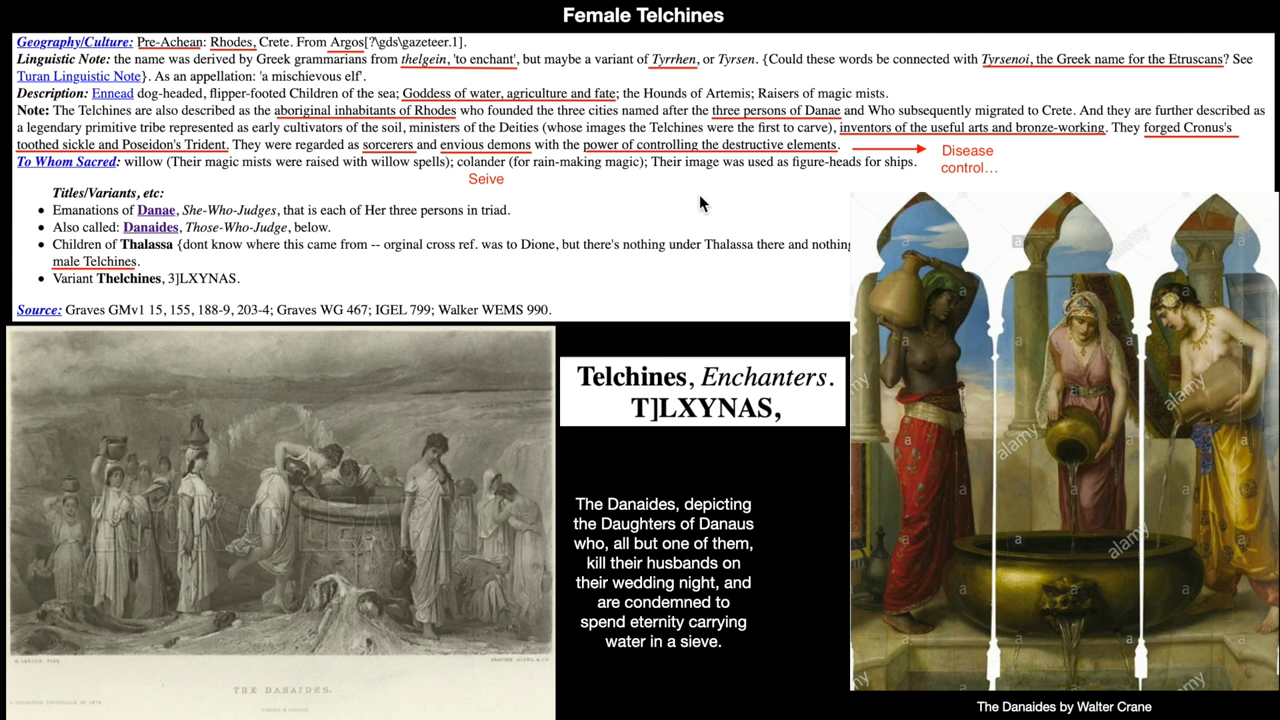 Female Telchines
Geography/Culture: Pre-Achean: Rhodes, Crete. From Argos[?\gds\gazeteer.1].
Linguistic Note: the name was derived by Greek grammarians from thelgein, 'to enchant', but maybe a variant of Tyrrhen, or Tyrsen. {Could these words be connected with Tyrsenoi, the Greek name for the Etruscans? See
Turan Linguistic Note}. As an appellation: 'a mischievous elf'.
Description: Ennead dog-headed, flipper-footed Children of the sea; Goddess of water, agriculture and fate; the Hounds of Artemis; Raisers of magic mists.
Note: The Telchines are also described as the aboriginal inhabitants of Rhodes who founded the three cities named after the three persons of Danae and Who subsequently migrated to Crete. And they are further described as
a legendary primitive tribe represented as early cultivators of the soil, ministers of the Deities (whose images the Telchines were the first to carve), inventors of the useful arts and bronze-working. They forged Cronus's
toothed sickle and Poseidon's Trident. They were regarded as sorcerers and envious demons with the power of controlling the destructive elements.
Disease
control...
To Whom Sacred: willow (Their magic mists were raised with willow spells); colander (for rain-making magic); Their image was used as figure-heads for ships.
Seive
Titles/Variants, etc:
• Emanations of Danae, She-Who-Judges, that is each of Her three persons in triad.
• Also called: Danaides, Those-Who-Judge, below.
• Children of Thalassa {dont know where this came from -- orginal cross ref. was to Dione, but there's nothing under Thalassa there and nothing
male Telchines.
• Variant Thelchines, 3]LXYNAS.
Source: Graves GMv1 15, 155, 188-9, 203-4; Graves WG 467; IGEL 799; Walker WEMS 990.
Telchines, Enchanters.
T]LXYNAS,
The Danaides, depicting
the Daughters of Danaus
who, all but one of them,
kill their husbands on
their wedding night, and
are condemned to
spend eternity carrying
water in a sieve.
THE DANAIDES.
alamy
alamy
alamy
alamy
The Danaides by Walter Crane